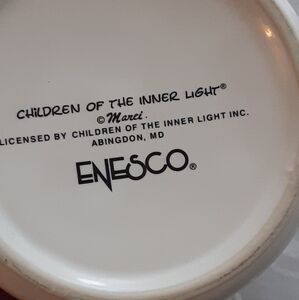 CHILDREN OF THE INNER LIGHT®
© Marci.
LICENSED BY CHILDREN OF THE INNER LIGHT INC.
ABINGDON, MD
ENESCO®